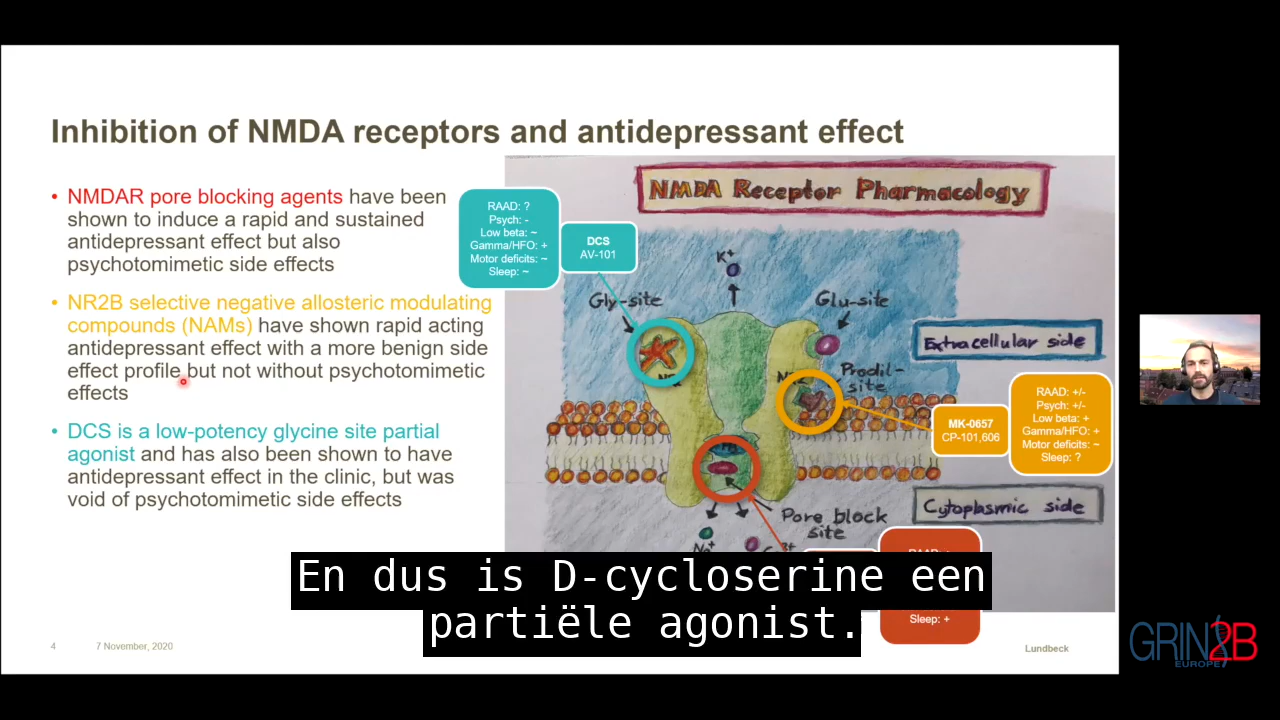 Inhibition of NMDA receptors and antidepressant effect
• NMDAR pore blocking agents have been
shown to induce a rapid and sustained
antidepressant effect but also
psychotomimetic side effects
• NR2B selective negative allosteric modulating
compounds (NAMs) have shown rapid acting
antidepressant effect with a more benign side
effect profile but not without psychotomimetic
effects
• DCS is a low-potency glycine site partial
agonist and has also been shown to have
antidepressant effect in the clinic, but was
void of psychotomimetic side effects
RAAD: ?
Psych: -
Low beta: ~
Gamma/HFO: +
Motor deficits: ~
Sleep: ~
DCS
AV-101
NMDA Receptor Pharmacology
K+
Gly-site
Glu-site
Extracellular side
Prodil-
site
MK-0657
CP-101,606
RAAD: +/-
Psych: +/-
Low beta: +
Gamma/HFO: +
Motor deficits: ~
Sleep: ?
Cytoplasmic side
Pore block
site
Sleep: +
En dus is D-cycloserine een
partiële agonist.
4
7 November, 2020
Lundbeck
GRIN2B
EUROPE